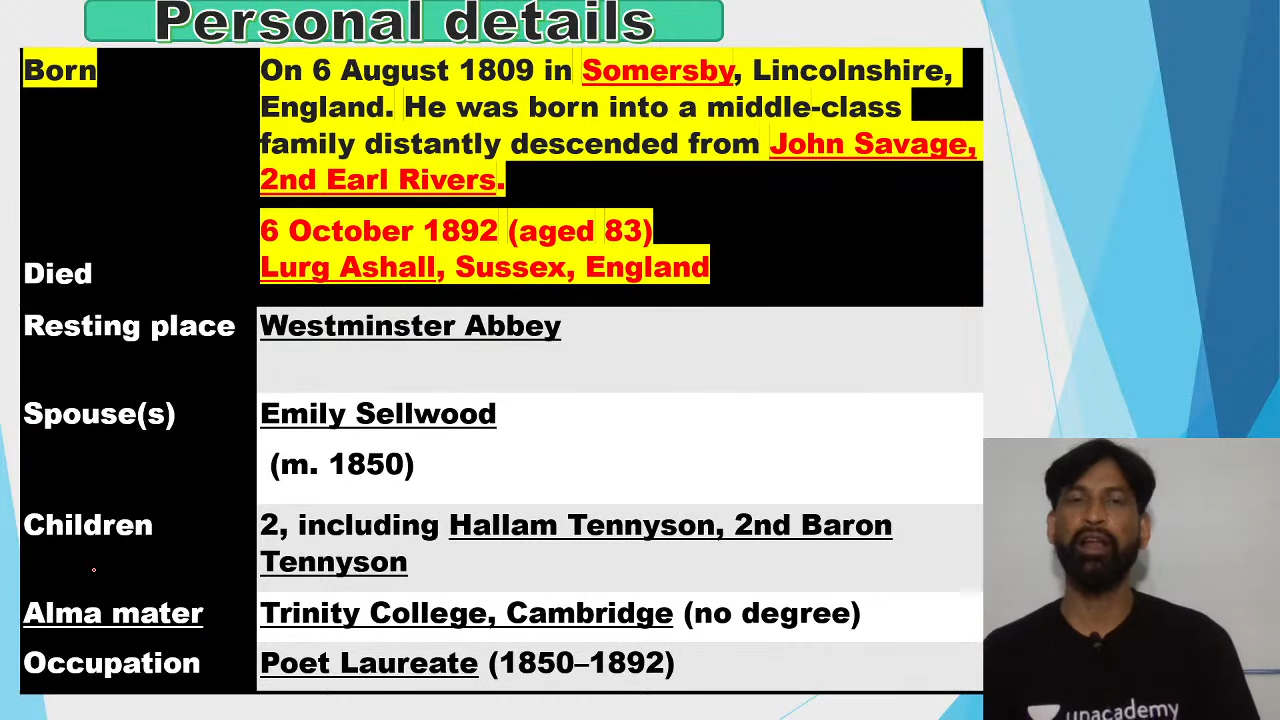 Personal details
Born
On 6 August 1809 in Somersby, Lincolnshire,
England. He was born into a middle-class
family distantly descended from John Savage,
2nd Earl Rivers.
6 October 1892 (aged 83)
Lurg Ashall, Sussex, England
Died
Resting place
Westminster Abbey
Spouse(s)
Emily Sellwood
(m. 1850)
Children
2, including Hallam Tennyson, 2nd Baron
Tennyson
Alma mater
Trinity College, Cambridge (no degree)
Occupation
Poet Laureate (1850–1892)
unacademy